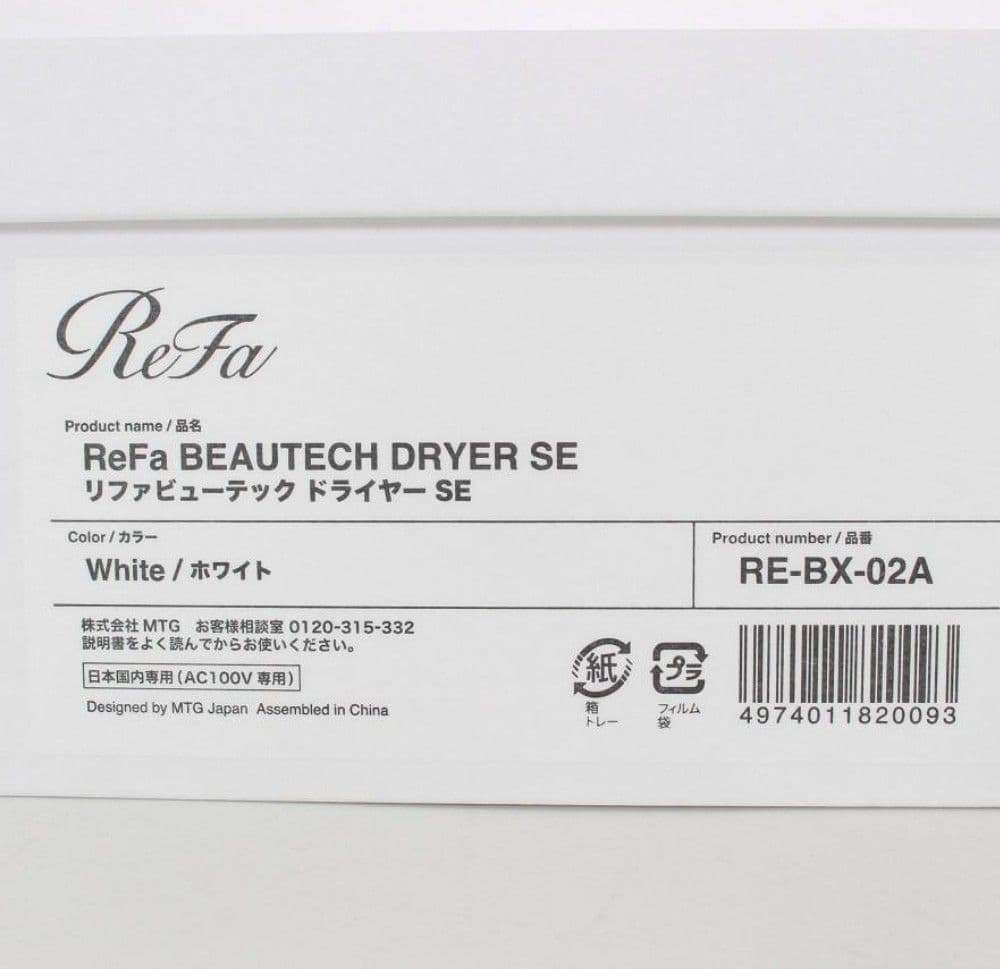 ReFa
Product name / 品名
ReFa BEAUTECH DRYER SE
リファビューテック ドライヤー SE
Color / カラー
White / ホワイト
Product number / 品番
RE-BX-02A
株式会社 MTG お客様相談室 0120-315-332
説明書をよく読んでからお使いください。
日本国内専用(AC100V 専用)
Designed by MTG Japan Assembled in China
紙
箱
トレー
プラ
フィルム
袋
4974011820093